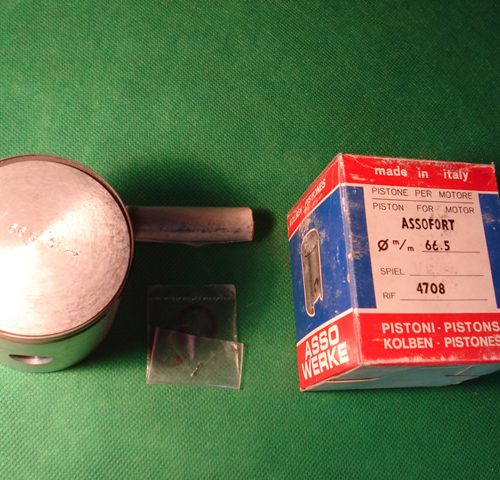 made in italy
PISTONE PER MOTORE
PISTON FOR MOTOR
ASSOFORT
Ø m/m 66.5
SPIEL
RIF 4708
PISTONI - PISTONS
KOLBEN - PISTONES
ASSO
WERKE